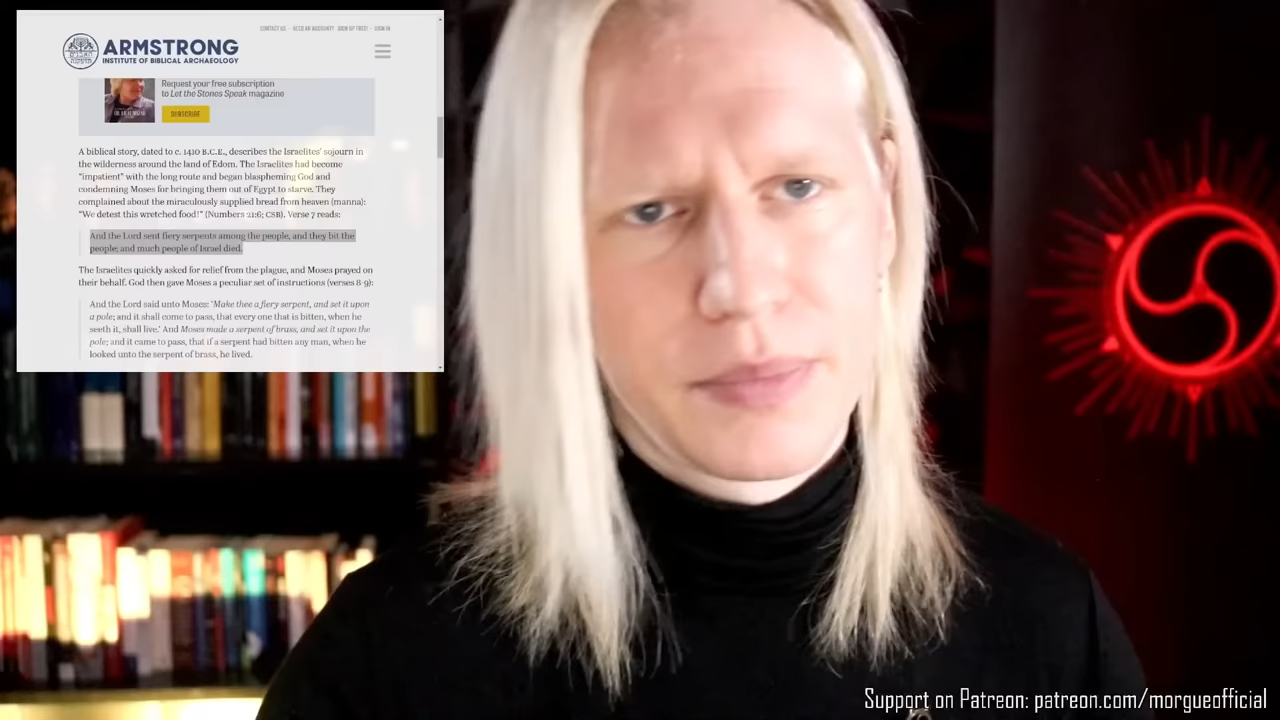 CONTACT US - NEED AN ACCOUNT? SIGN UP FREE! - SIGN IN
ARMSTRONG
INSTITUTE OF BIBLICAL ARCHAEOLOGY
Request your free subscription
to Let the Stones Speak magazine
SUBSCRIBE
A biblical story, dated to c. 1410 B.C.E., describes the Israelites' sojourn in
the wilderness around the land of Edom. The Israelites had become
“impatient” with the long route and began blaspheming God and
condemning Moses for bringing them out of Egypt to starve. They
complained about the miraculously supplied bread from heaven (manna):
“We detest this wretched food!” (Numbers 21:6; CSB). Verse 7 reads:
And the Lord sent fiery serpents among the people, and they bit the
people; and much people of Israel died.
The Israelites quickly asked for relief from the plague, and Moses prayed on
their behalf. God then gave Moses a peculiar set of instructions (verses 8-9):
And the Lord said unto Moses: ‘Make thee a fiery serpent, and set it upon
a pole; and it shall come to pass, that every one that is bitten, when he
seeth it, shall live.’ And Moses made a serpent of brass, and set it upon the
pole; and it came to pass, that if a serpent had bitten any man, when he
looked unto the serpent of brass, he lived.
Support on Patreon: patreon.com/morgueofficial